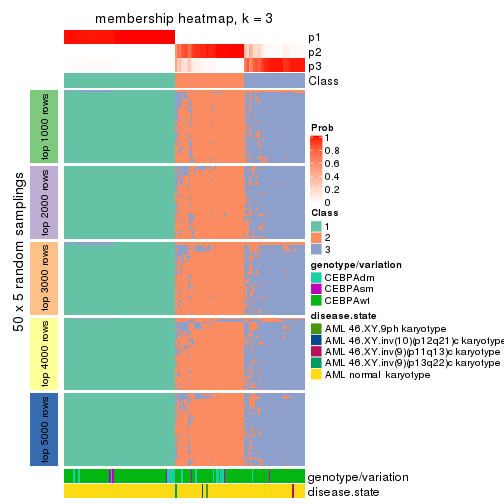 membership heatmap, k = 3
p1
p2
p3
Class
50 x 5 random samplings
top 1000 rows
top 2000 rows
top 3000 rows
top 4000 rows
top 5000 rows
Prob
1
0.8
0.6
0.4
0.2
0
Class
1
2
3
genotype/variation
CEBPAdm
CEBPAsm
CEBPAwt
disease.state
AML 46.XY.9ph karyotype
AML 46.XY.inv(10)(p12q21)c karyotype
AML 46.XY.inv(9)(p11q13)c karyotype
AML 46.XY.inv(9)(p13q22)c karyotype
AML normal karyotype
genotype/variation
disease.state